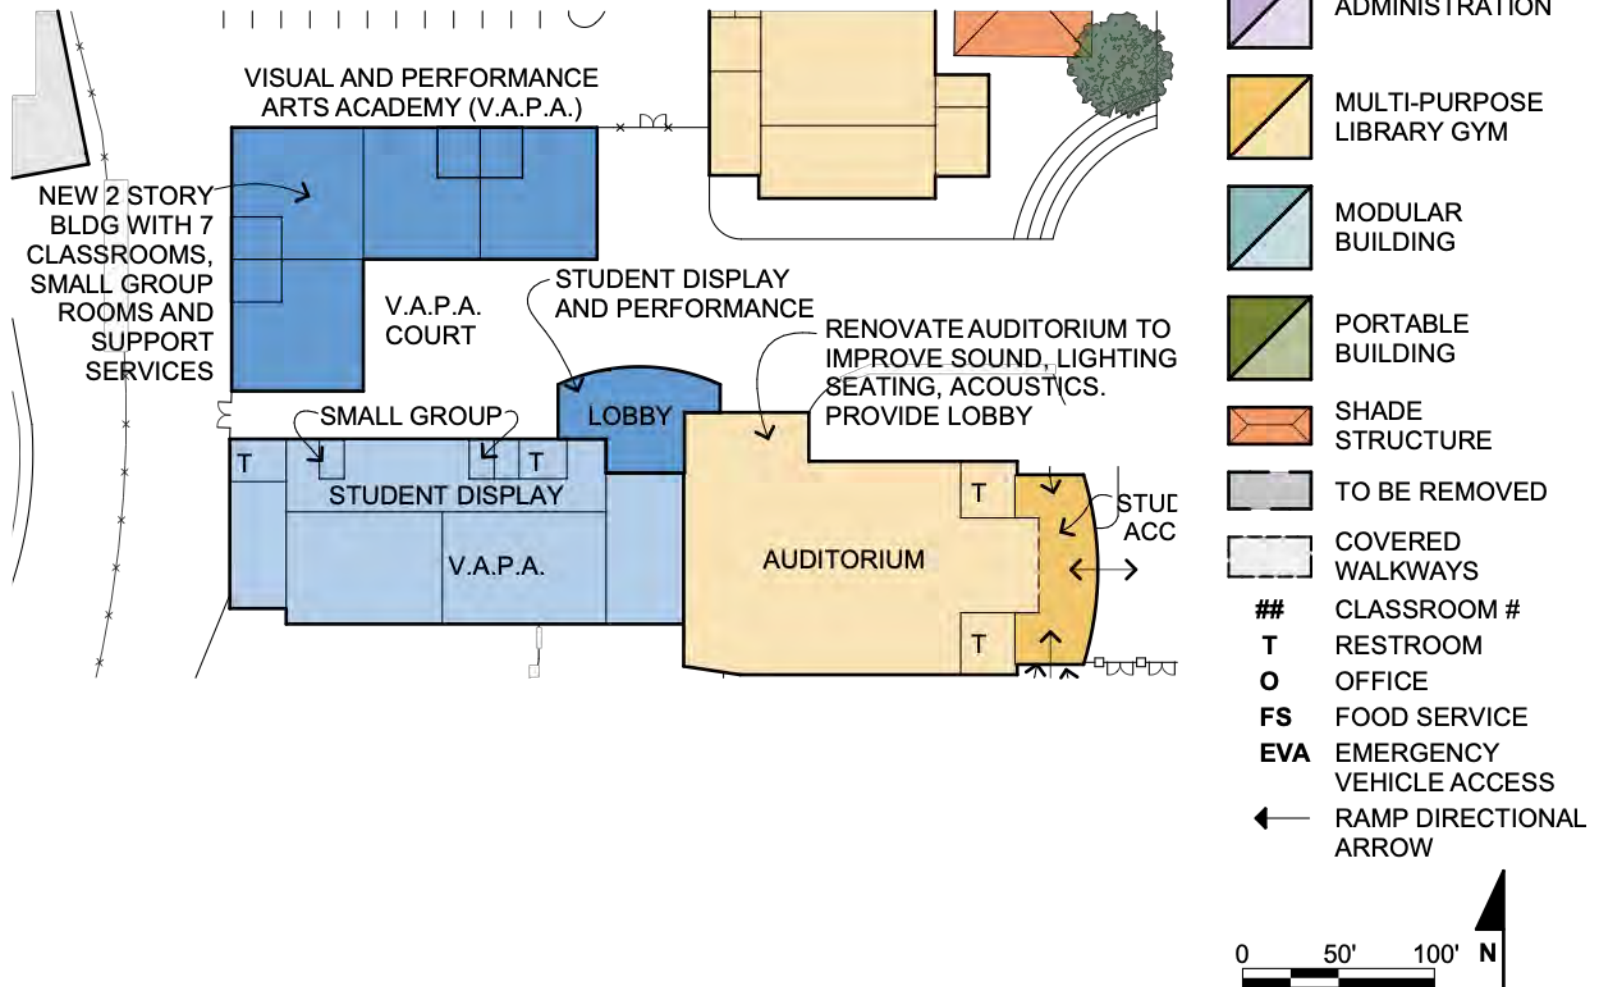 VISUAL AND PERFORMANCE
ARTS ACADEMY (V.A.P.A.)
NEW 2 STORY
BLDG WITH 7
CLASSROOMS,
SMALL GROUP
ROOMS AND
SUPPORT
SERVICES
V.A.P.A.
COURT
STUDENT DISPLAY
AND PERFORMANCE
RENOVATE AUDITORIUM TO
IMPROVE SOUND, LIGHTING
SEATING, ACOUSTICS.
PROVIDE LOBBY
SMALL GROUP
LOBBY
T
T
STUDENT DISPLAY
V.A.P.A.
AUDITORIUM
T
T
STUD
ACC
ADMINISTRATION
MULTI-PURPOSE
LIBRARY GYM
MODULAR
BUILDING
PORTABLE
BUILDING
SHADE
STRUCTURE
TO BE REMOVED
COVERED
WALKWAYS
## CLASSROOM #
T RESTROOM
O OFFICE
FS FOOD SERVICE
EVA EMERGENCY
VEHICLE ACCESS
RAMP DIRECTIONAL
ARROW
0 50' 100' N